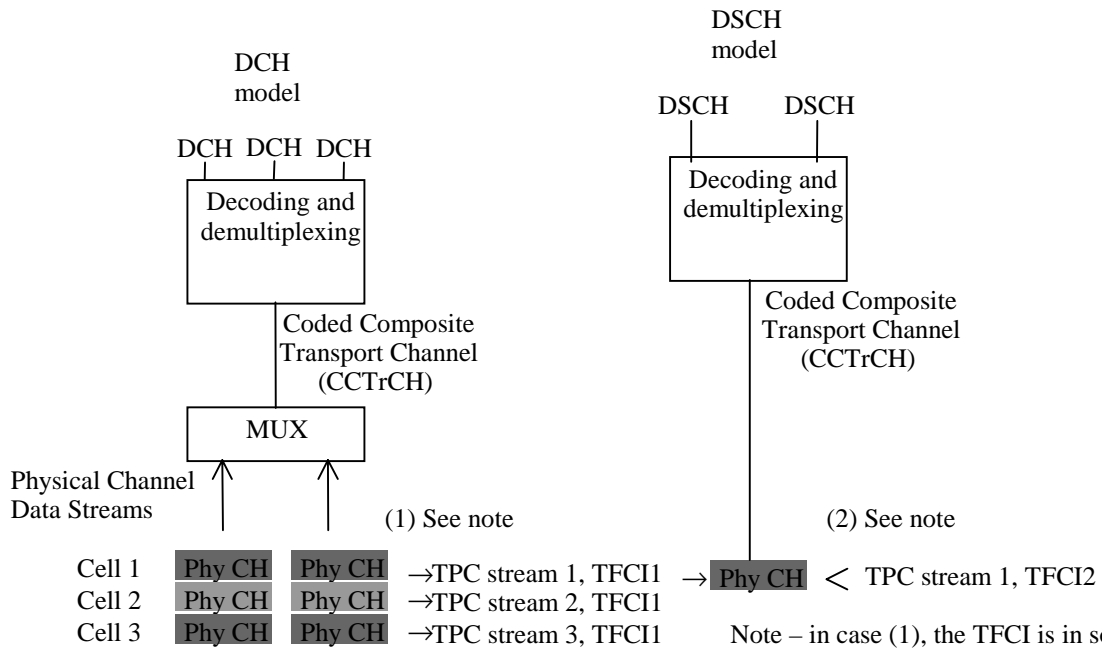 DCH
model
DSCH
model
DCH DCH DCH
DSCH DSCH
Decoding and
demultiplexing
Decoding and
demultiplexing
Coded Composite
Transport Channel
(CCTrCH)
Coded Composite
Transport Channel
(CCTrCH)
MUX
Physical Channel
Data Streams
(1) See note
(2) See note
Cell 1 Phy CH Phy CH →TPC stream 1, TFCI1 → Phy CH < TPC stream 1, TFCI2
Cell 2 Phy CH Phy CH →TPC stream 2, TFCI1
Cell 3 Phy CH Phy CH →TPC stream 3, TFCI1
Note – in case (1), the TFCI is in